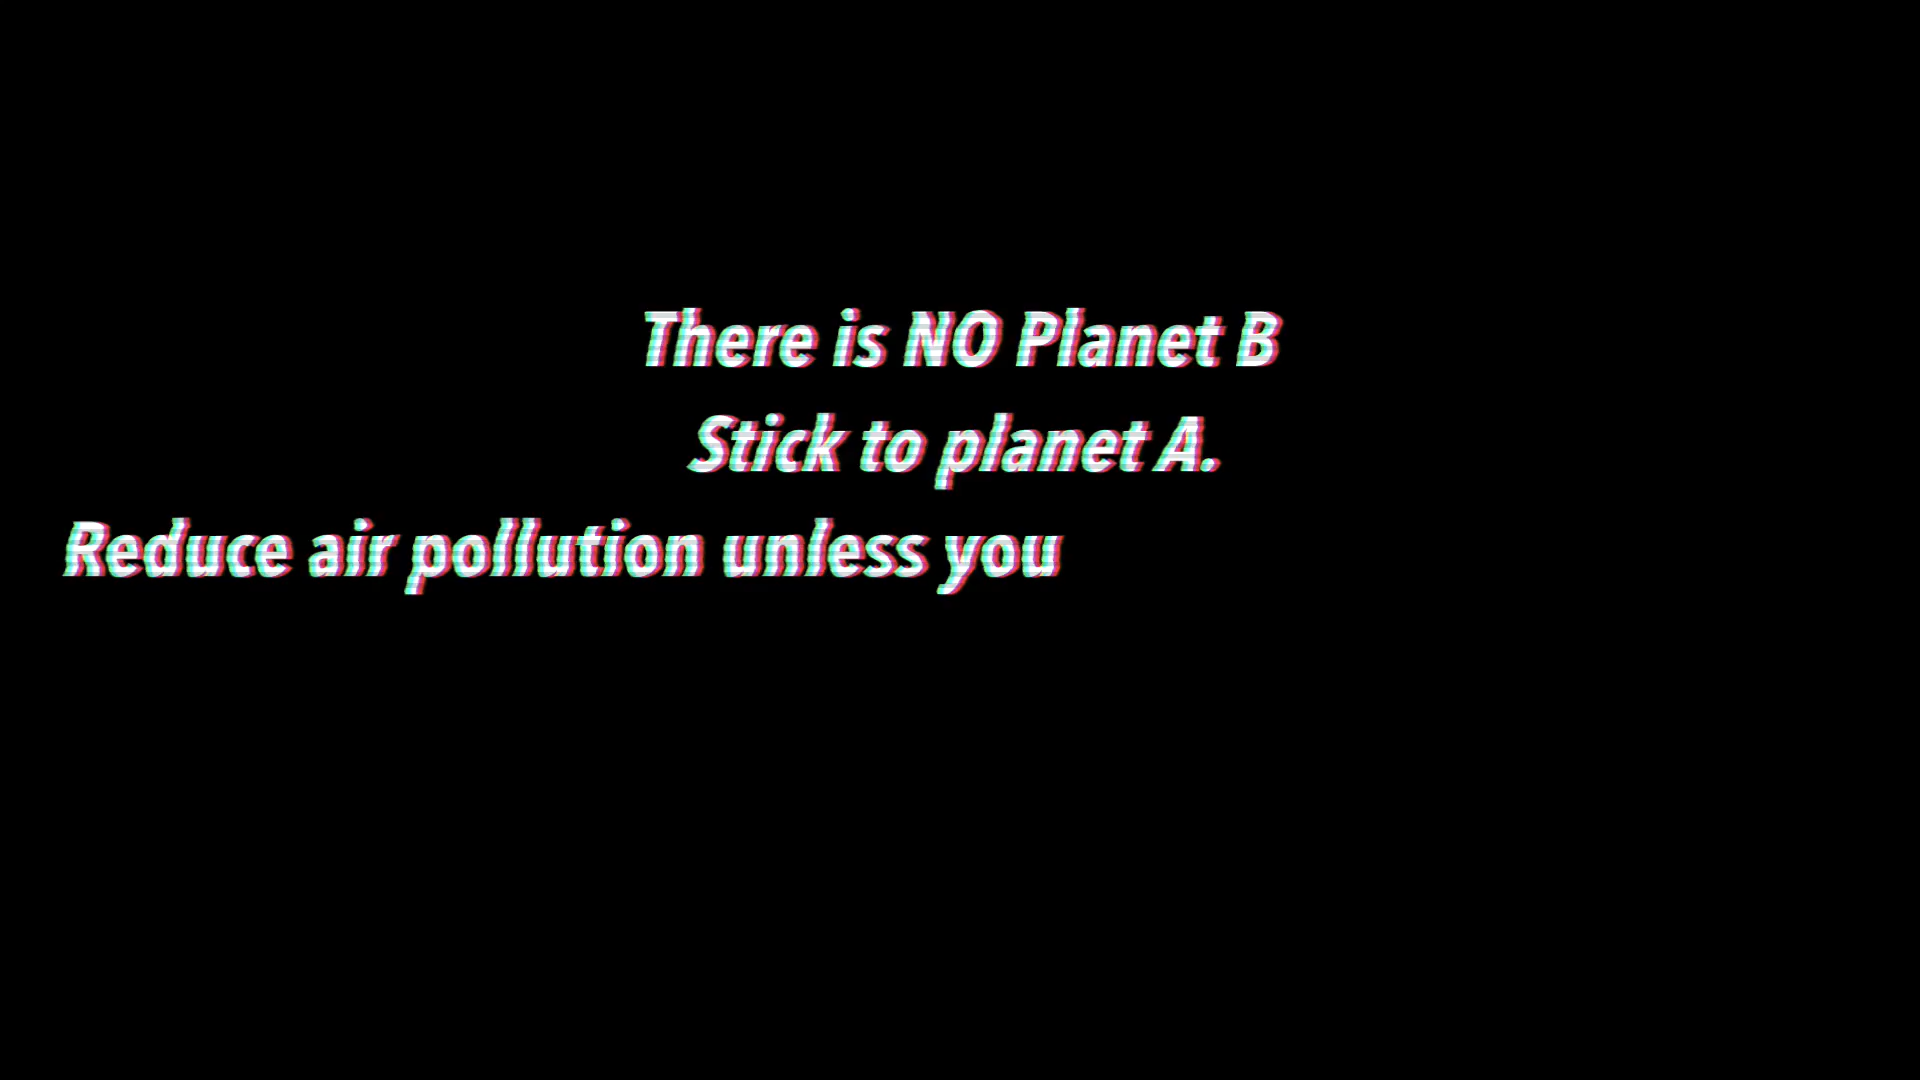 There is NO Planet B
Stick to planet A.
Reduce air pollution unless you